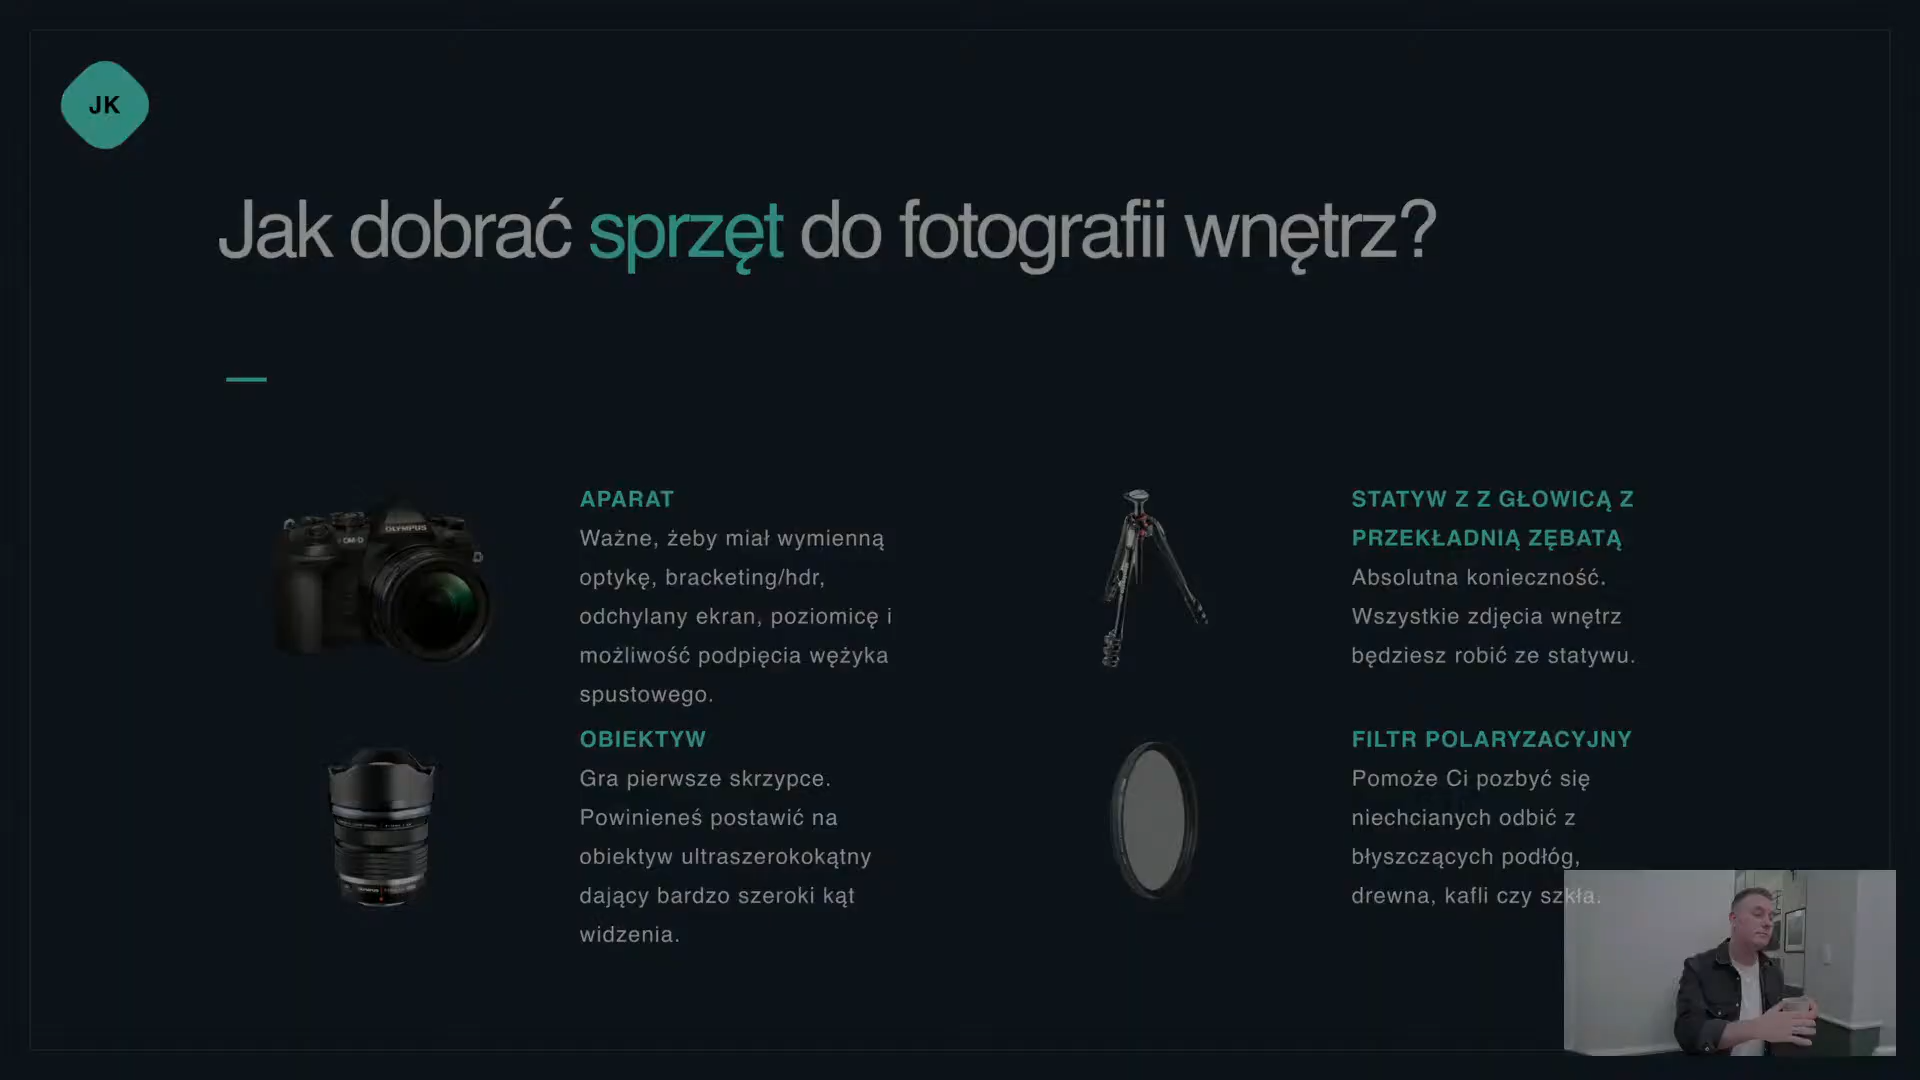 JK
Jak dobrać sprzęt do fotografii wnętrz?
OLYMPUS
OM-D
APARAT
Ważne, żeby miał wymienną
optykę, bracketing/hdr,
odchylany ekran, poziomicę i
możliwość podpięcia wężyka
spustowego.
STATYW Z Z GŁOWICĄ Z
PRZEKŁADNIĄ ZĘBATĄ
Absolutna konieczność.
Wszystkie zdjęcia wnętrz
będziesz robić ze statywu.
OBIEKTYW
Gra pierwsze skrzypce.
Powinieneś postawić na
obiektyw ultraszerokokątny
dający bardzo szeroki kąt
widzenia.
FILTR POLARYZACYJNY
Pomoże Ci pozbyć się
niechcianych odbić z
błyszczących podłóg,
drewna, kafli czy szkła.